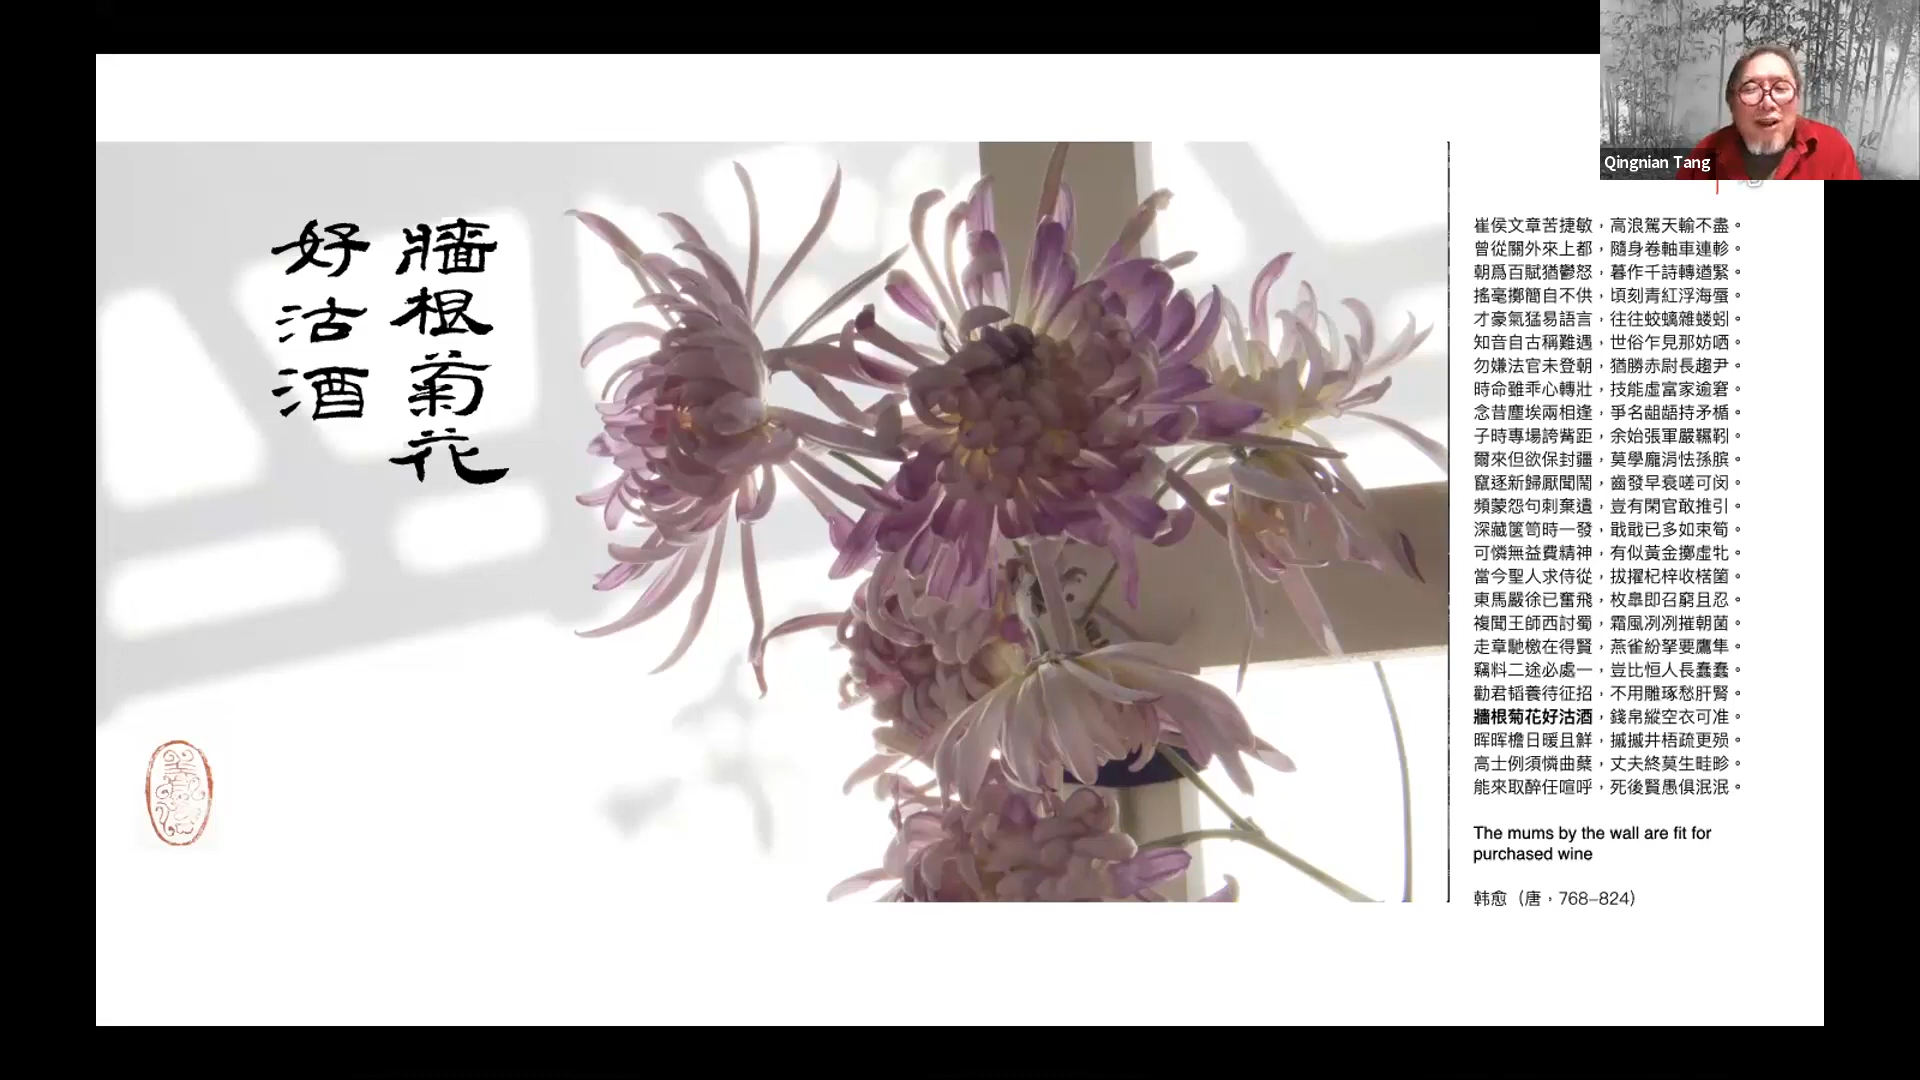 牆根菊花
好沽酒
Qingnian Tang
崔侯文章苦捷敏，高浪駕天輸不盡。
曾從關外來上都，隨身卷軸車連軫。
朝爲百賦猶鬱怒，暮作千詩轉遒緊。
搖毫擲簡自不供，頃刻青紅浮海蜃。
才豪氣猛易語言，往往蛟螭雜螻蚓。
知音自古稱難遇，世俗乍見那妨哂。
勿嫌法官未登朝，猶勝赤尉長趨尹。
時命雖乖心轉壯，技能虛富家逾窘。
念昔塵埃兩相逢，爭名齟齬持矛楯。
子時專場誇觜距，余始張軍嚴韅靷。
爾來但欲保封疆，莫學龐涓怯孫臏。
竄逐新歸厭聞鬧，齒發早衰嗟可闵。
頻蒙怨句刺棄遺，豈有閑官敢推引。
深藏篋笥時一發，戢戢已多如束筍。
可憐無益費精神，有似黃金擲虛牝。
當今聖人求侍從，拔擢杞梓收楛箘。
東馬嚴徐已奮飛，枚臯即召窮且忍。
複聞王師西討蜀，霜風冽冽摧朝菌。
走章馳檄在得賢，燕雀紛拏要鷹隼。
竊料二途必處一，豈比恒人長蠢蠢。
勸君韬養待征招，不用雕琢愁肝腎。
牆根菊花好沽酒，錢帛縱空衣可准。
晖晖檐日暖且鮮，摵摵井梧疏更殒。
高士例須憐曲蘖，丈夫終莫生畦畛。
能來取醉任喧呼，死後賢愚俱泯泯。
The mums by the wall are fit for
purchased wine
韩愈（唐，768–824）